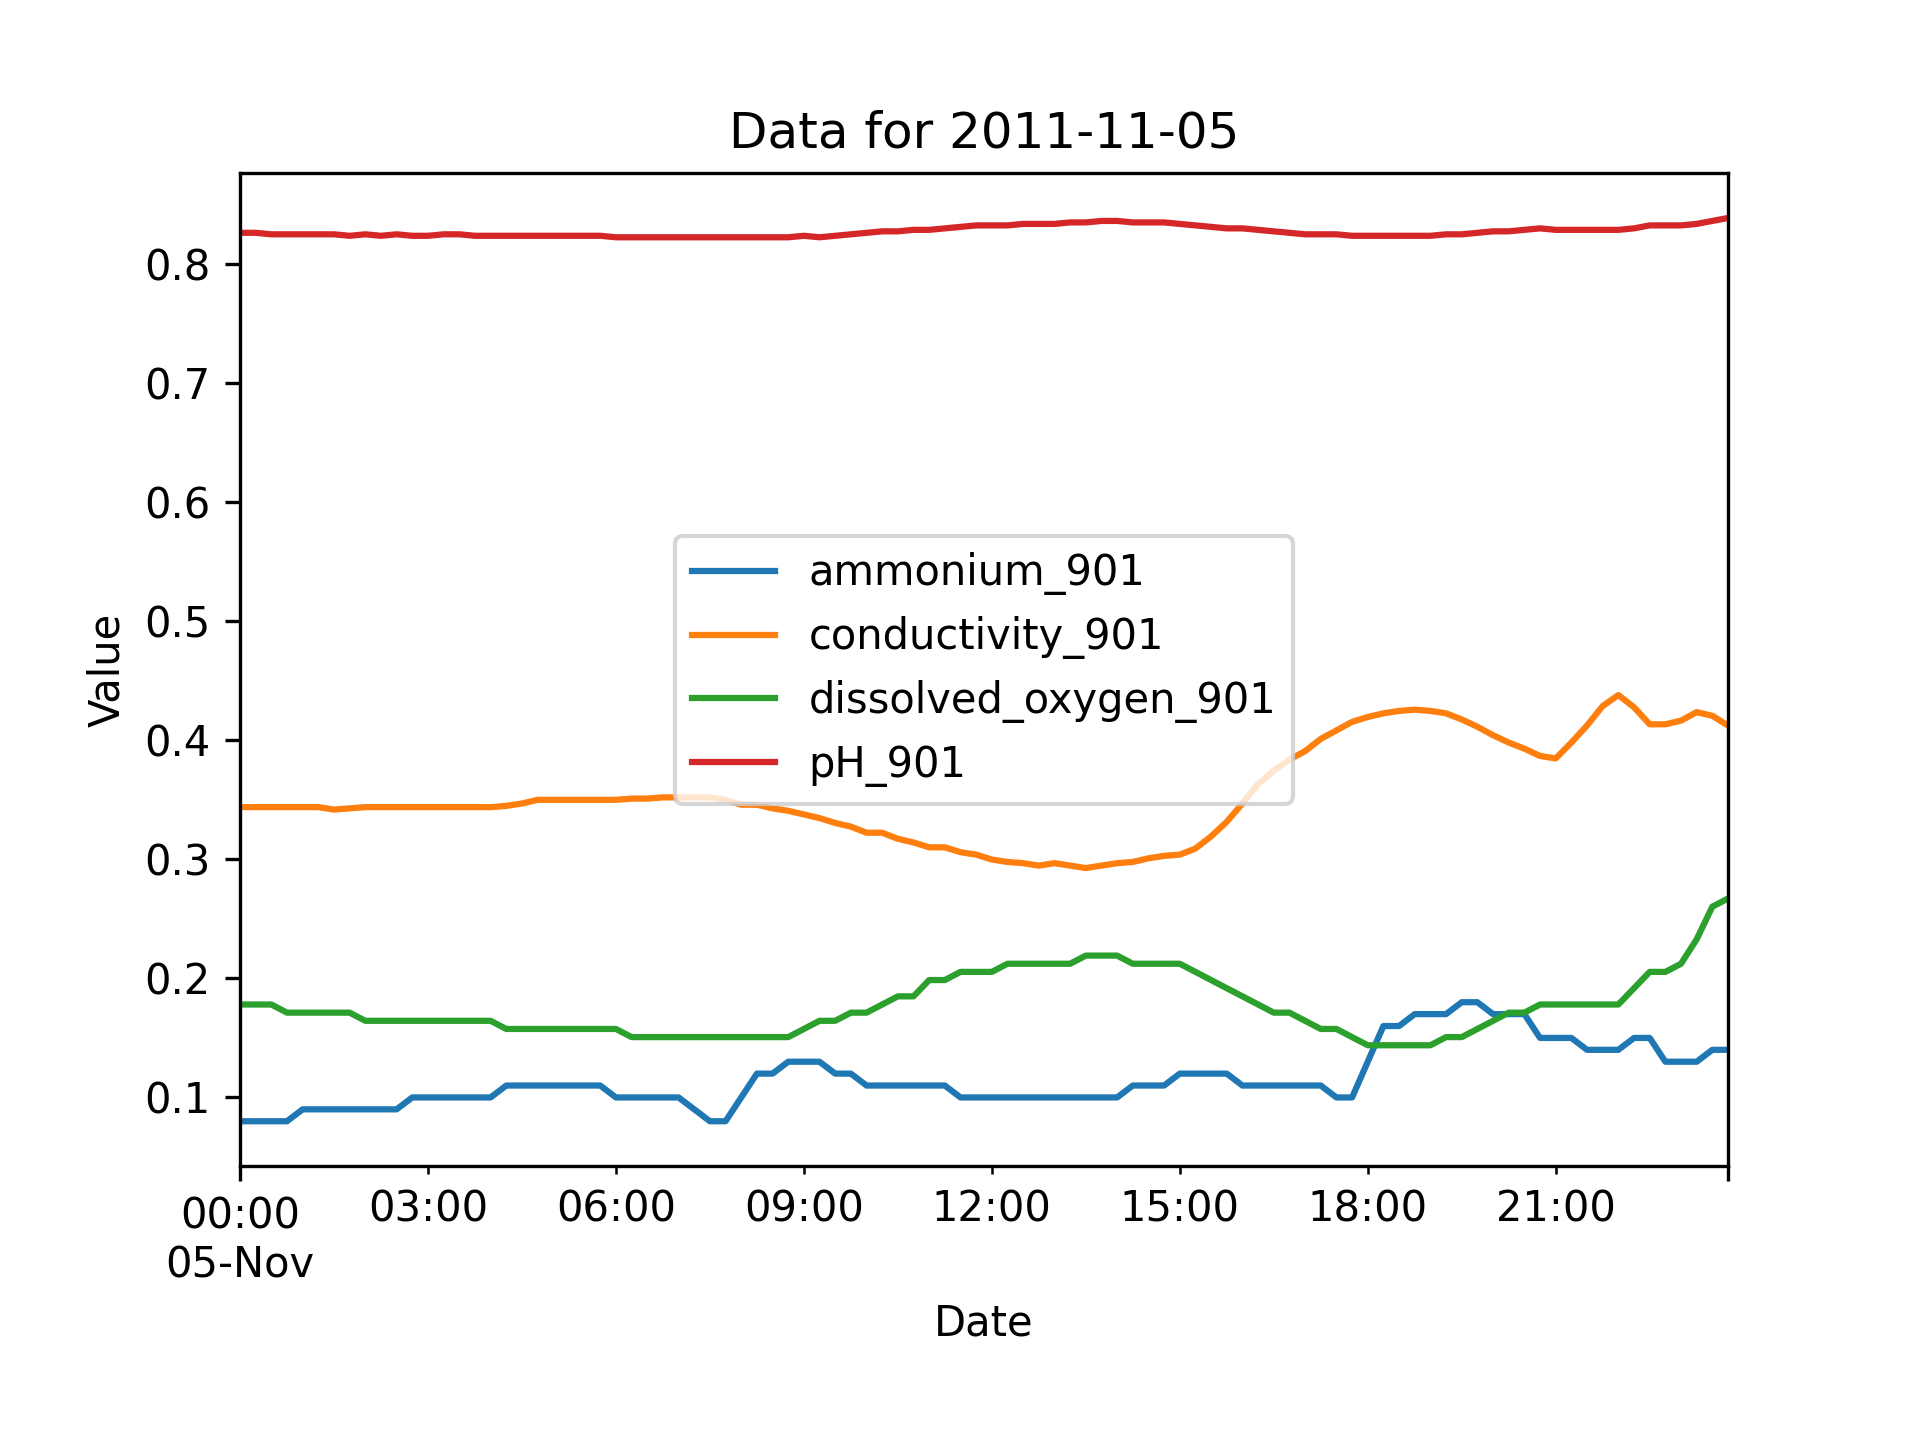 Data for 2011-11-05
Value
0.8
0.7
0.6
0.5
0.4
0.3
0.2
0.1
ammonium_901
conductivity_901
dissolved_oxygen_901
pH_901
00:00 03:00 06:00 09:00 12:00 15:00 18:00 21:00
05-Nov
Date